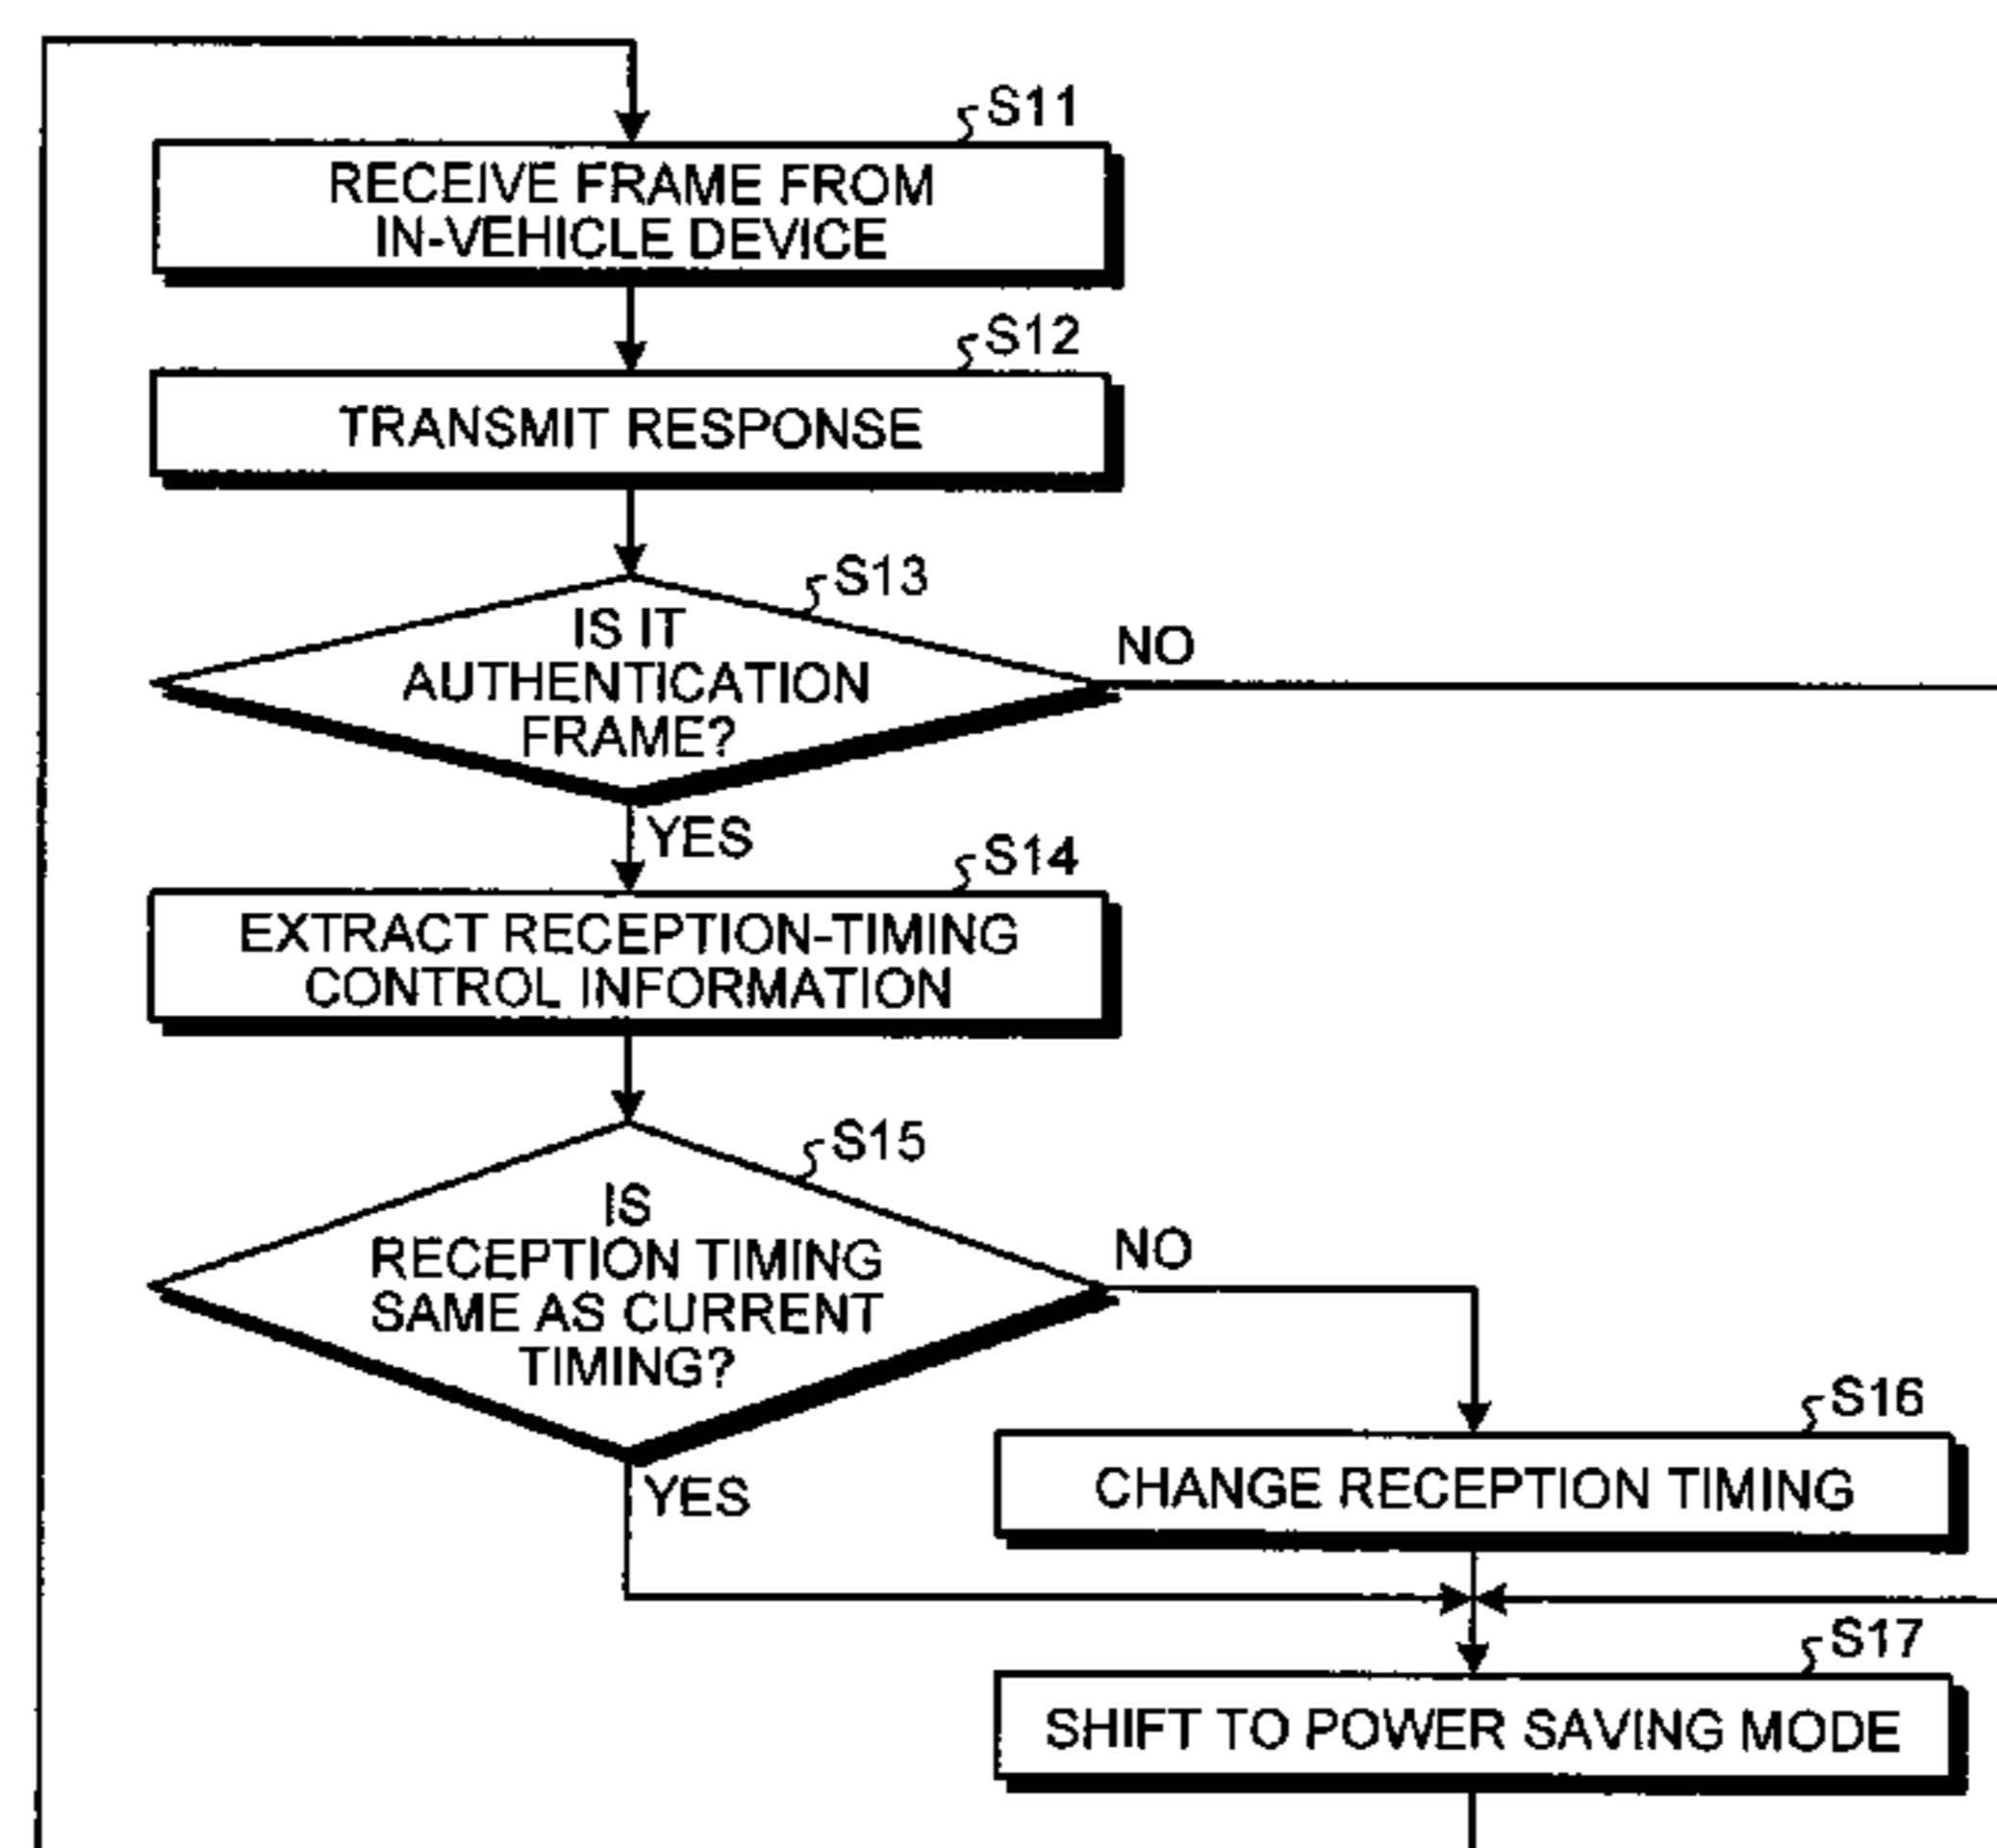 S11
RECEIVE FRAME FROM
IN-VEHICLE DEVICE
S12
TRANSMIT RESPONSE
S13
IS IT
AUTHENTICATION
FRAME?
NO
YES
S14
EXTRACT RECEPTION-TIMING
CONTROL INFORMATION
S15
IS
RECEPTION TIMING
SAME AS CURRENT
TIMING?
NO
YES
S16
CHANGE RECEPTION TIMING
S17
SHIFT TO POWER SAVING MODE